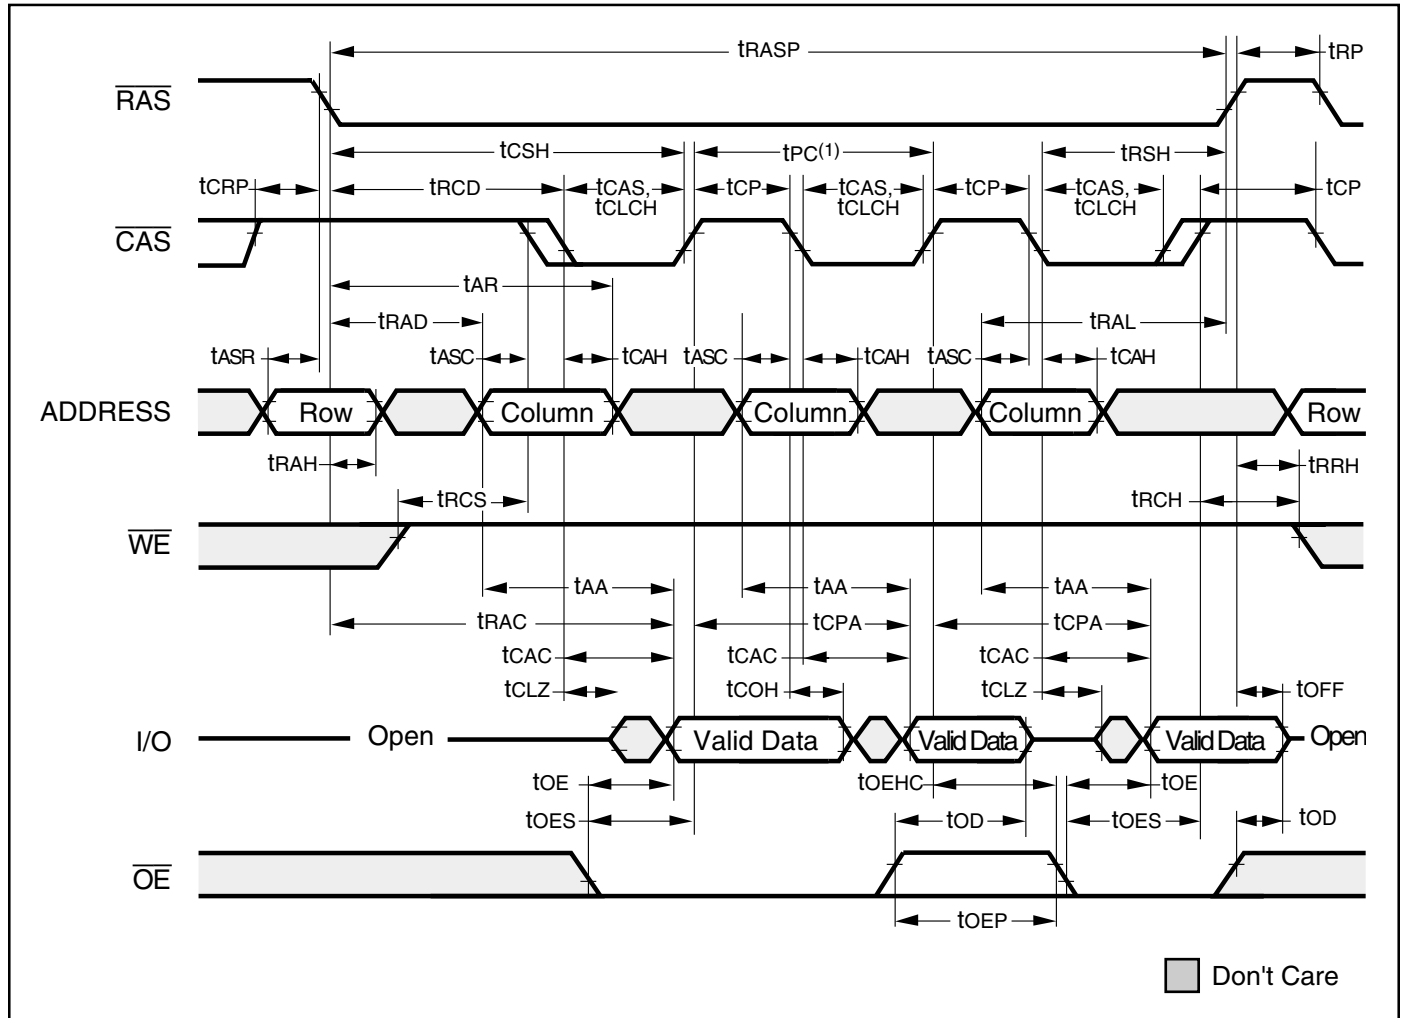 tRASP tRP
RAS
tCSH tPC(1) tRSH
tCRP tRCD tCAS, tCP tCAS, tCP tCAS, tCP
tCLCH tCLCH tCLCH
CAS
tAR
tRAD tRAL
tASR tASC tCAH tASC tCAH tASC tCAH
ADDRESS Row Column Column Column Row
tRAH tRRH
tRCS tRCH
WE
tAA tAA tAA
tRAC tCPA tCPA
tCAC tCAC tCAC
tCLZ tCOH tCLZ tOFF
I/O Open Valid Data Valid Data Valid Data Open
tOE tOEHC tOE
tOES tOD tOES tOD
OE
tOEP
Don't Care